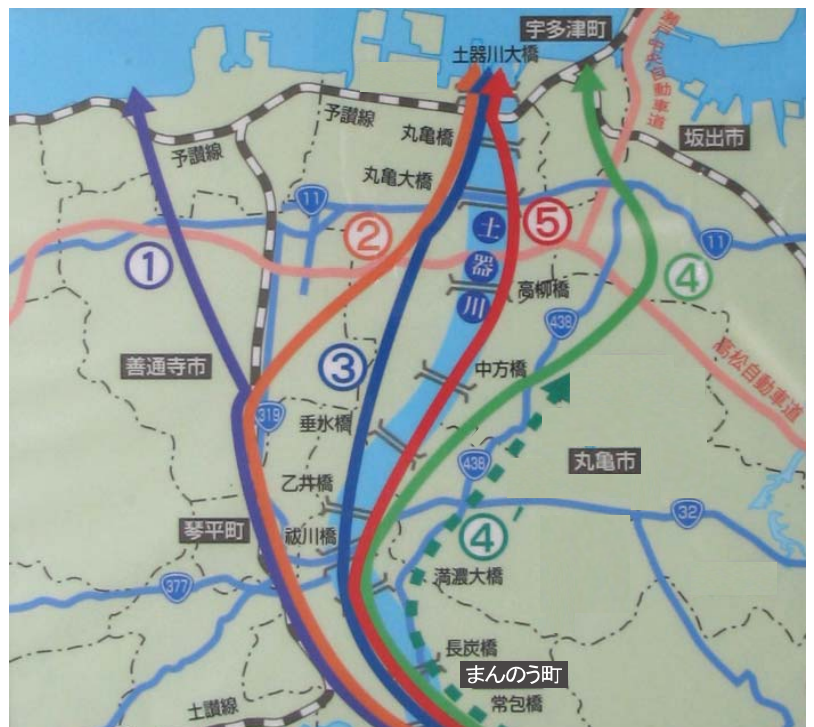 宇多津町
土器川大橋
瀬戸中央自動車道
予讃線
丸亀橋
坂出市
予讃線
丸亀大橋
11
⑤
②
土器川
11
①
④
高柳橋
438
高松自動車道
善通寺市
③
中方橋
319
垂氷橋
438
丸亀市
乙井橋
32
琴平町
祓川橋
④
満濃大橋
377
長炭橋
まんのう町
土讃線
常包橋